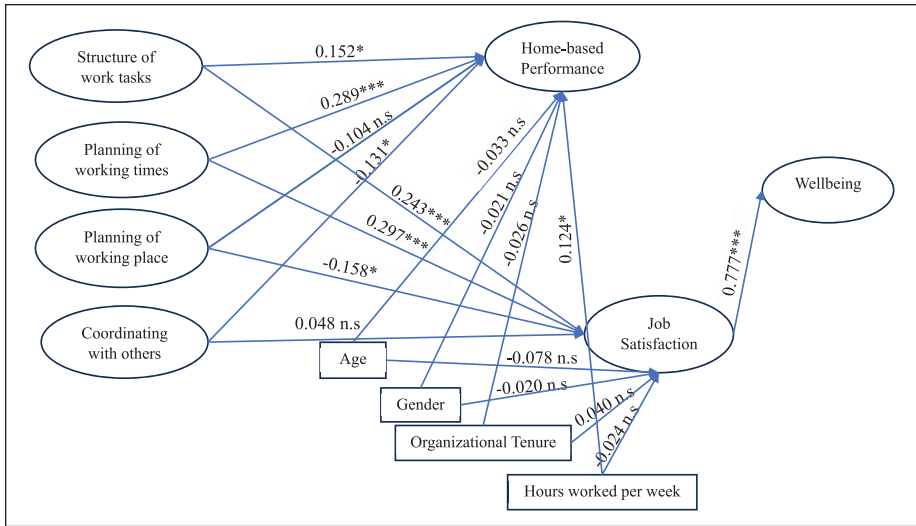 Structure of
work tasks
0.152*
Home-based
Performance
Planning of
working times
0.289***
-0.104 n.s
-0.131*
-0.033 n.s
-0.021 n.s
-0.026 n.s
0.124*
Wellbeing
Planning of
working place
0.243***
0.297***
-0.158*
0.777***
Coordinating
with others
0.048 n.s
Job
Satisfaction
Age
-0.078 n.s
Gender
-0.020 n.s
Organizational Tenure
0.040 n.s
-0.024 n.s
Hours worked per week